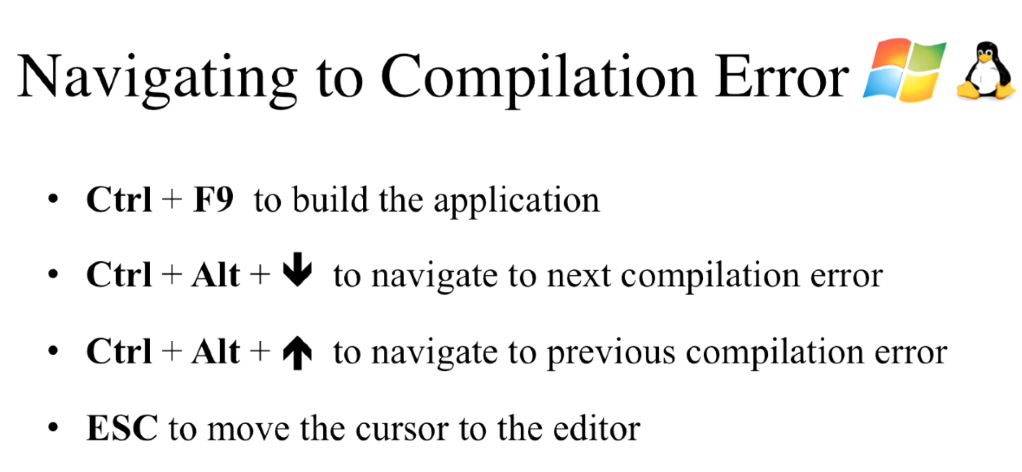 Navigating to Compilation Error
• Ctrl + F9 to build the application
• Ctrl + Alt + 🡓 to navigate to next compilation error
• Ctrl + Alt + 🡑 to navigate to previous compilation error
• ESC to move the cursor to the editor